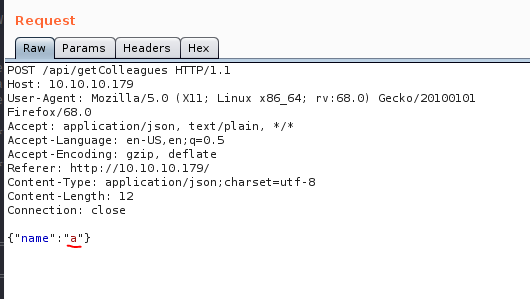 Request
Raw Params Headers Hex
POST /api/getColleagues HTTP/1.1
Host: 10.10.10.179
User-Agent: Mozilla/5.0 (X11; Linux x86_64; rv:68.0) Gecko/20100101
Firefox/68.0
Accept: application/json, text/plain, */*
Accept-Language: en-US,en;q=0.5
Accept-Encoding: gzip, deflate
Referer: http://10.10.10.179/
Content-Type: application/json;charset=utf-8
Content-Length: 12
Connection: close
{"name":"a"}